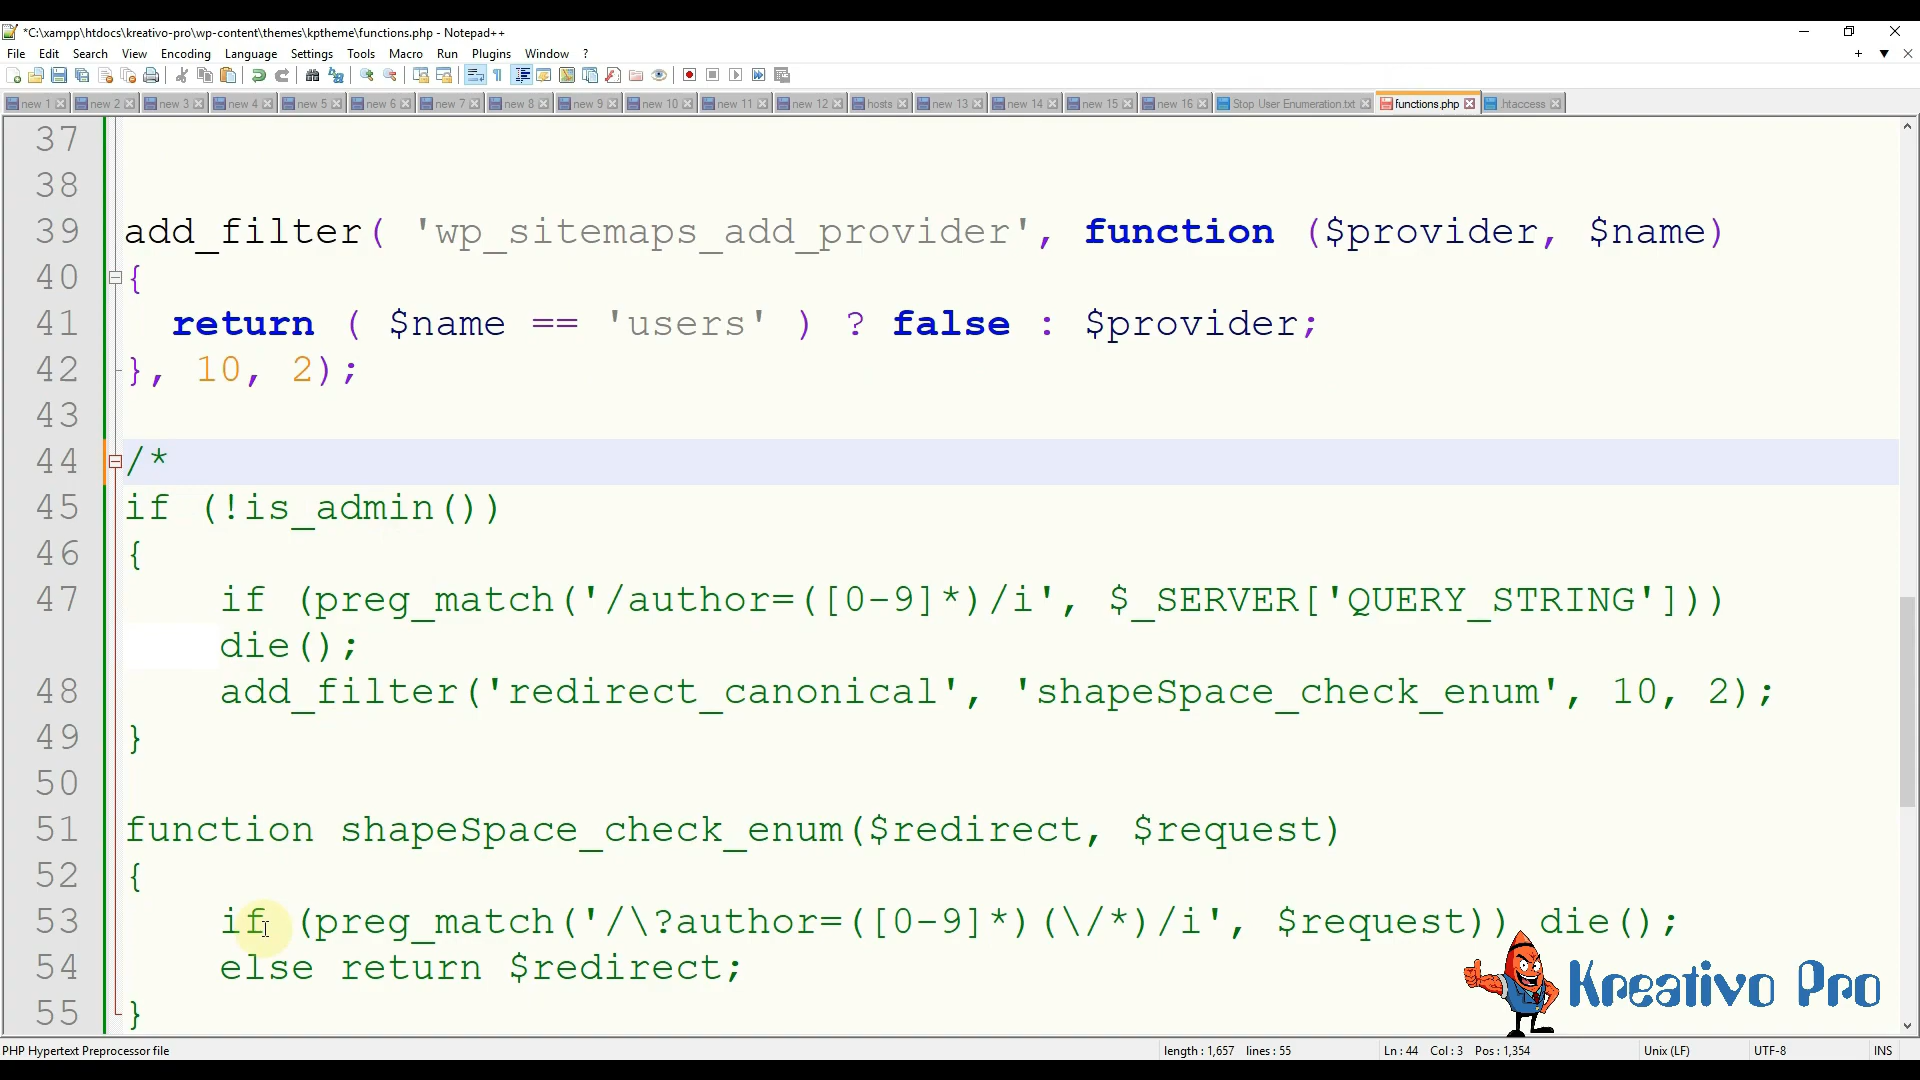 *C:\xampp\htdocs\kreativo-pro\wp-content\themes\kptheme\functions.php - Notepad++
File Edit Search View Encoding Language Settings Tools Macro Run Plugins Window ?
new 1 new 2 new 3 new 4 new 5 new 6 new 7 new 8 new 9 new 10 new 11 new 12 hosts new 13 new 14 new 15 new 16 Stop User Enumeration.txt functions.php .htaccess
37
38
39 add_filter( 'wp_sitemaps_add_provider', function ($provider, $name)
40 {
41 return ( $name == 'users' ) ? false : $provider;
42 }, 10, 2);
43
44 /*
45 if (!is_admin())
46 {
47 if (preg_match('/author=([0-9]*)/i', $_SERVER['QUERY_STRING']))
die();
48 add_filter('redirect_canonical', 'shapeSpace_check_enum', 10, 2);
49 }
50
51 function shapeSpace_check_enum($redirect, $request)
52 {
53 if (preg_match('/\?author=([0-9]*)(\/*)/i', $request)) die();
54 else return $redirect;
55 }
Kreativo Pro
PHP Hypertext Preprocessor file length : 1,657 lines : 55 Ln : 44 Col : 3 Pos : 1,354 Unix (LF) UTF-8 INS